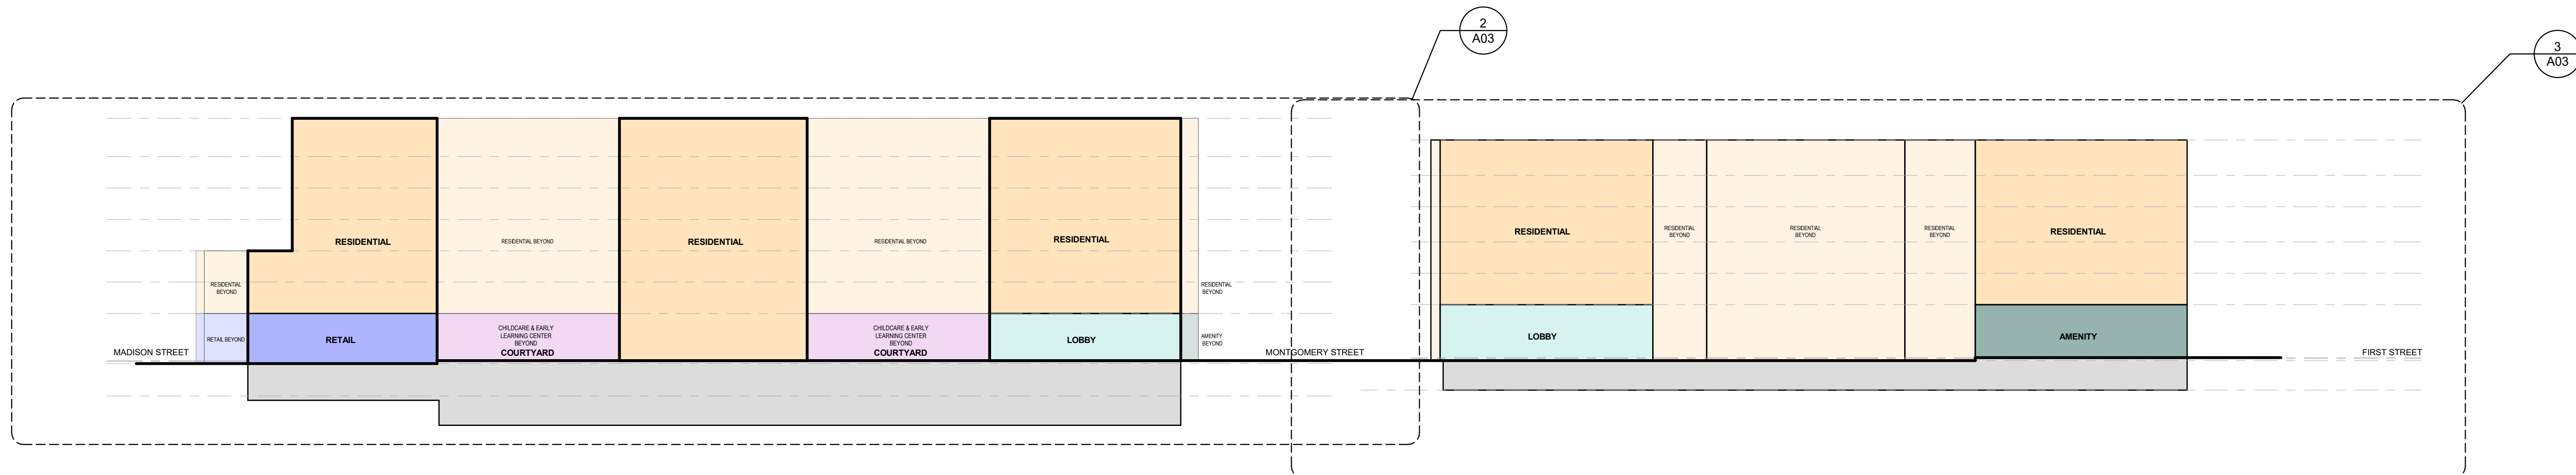 2
A03
3
A03
RESIDENTIAL
RESIDENTIAL BEYOND
RESIDENTIAL
RESIDENTIAL BEYOND
RESIDENTIAL
RESIDENTIAL
RESIDENTIAL
BEYOND
RESIDENTIAL
BEYOND
RESIDENTIAL
BEYOND
RESIDENTIAL
RESIDENTIAL
BEYOND
RESIDENTIAL
BEYOND
MADISON STREET
RETAIL BEYOND
RETAIL
CHILDCARE & EARLY
LEARNING CENTER
BEYOND
COURTYARD
CHILDCARE & EARLY
LEARNING CENTER
BEYOND
COURTYARD
LOBBY
AMENITY
BEYOND
MONTGOMERY STREET
LOBBY
AMENITY
FIRST STREET